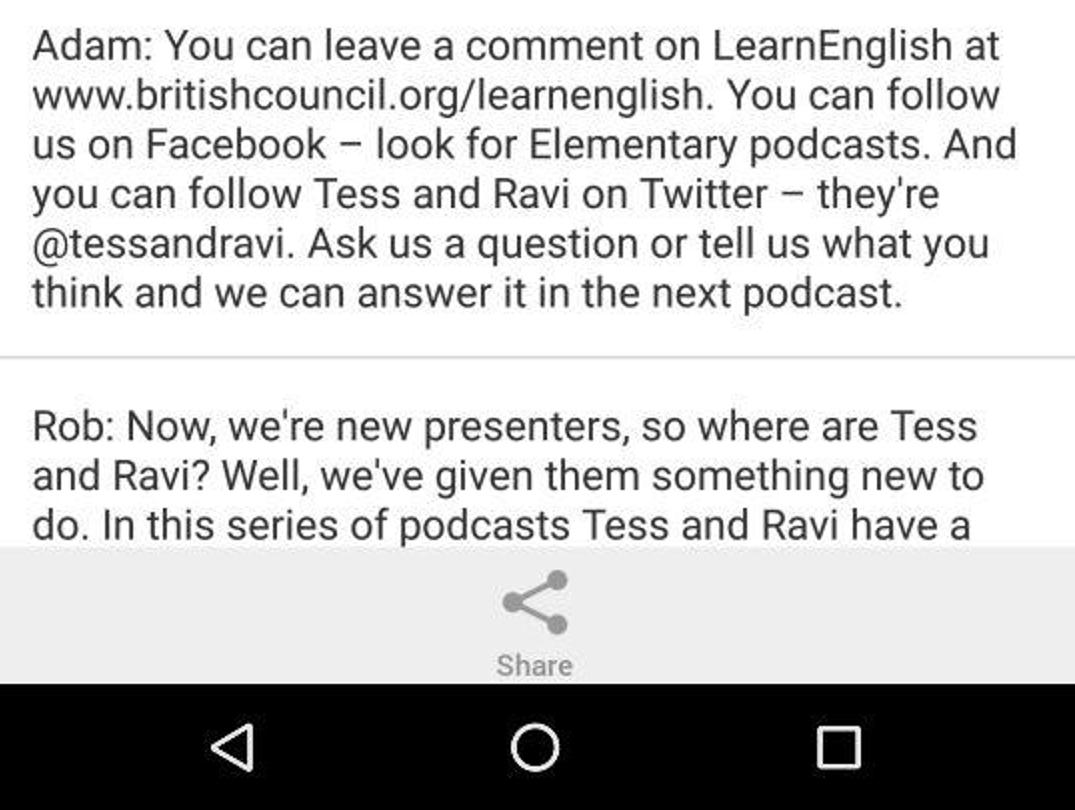 Adam: You can leave a comment on LearnEnglish at
www.britishcouncil.org/learnenglish. You can follow
us on Facebook – look for Elementary podcasts. And
you can follow Tess and Ravi on Twitter – they're
@tessandravi. Ask us a question or tell us what you
think and we can answer it in the next podcast.
Rob: Now, we're new presenters, so where are Tess
and Ravi? Well, we've given them something new to
do. In this series of podcasts Tess and Ravi have a
Share